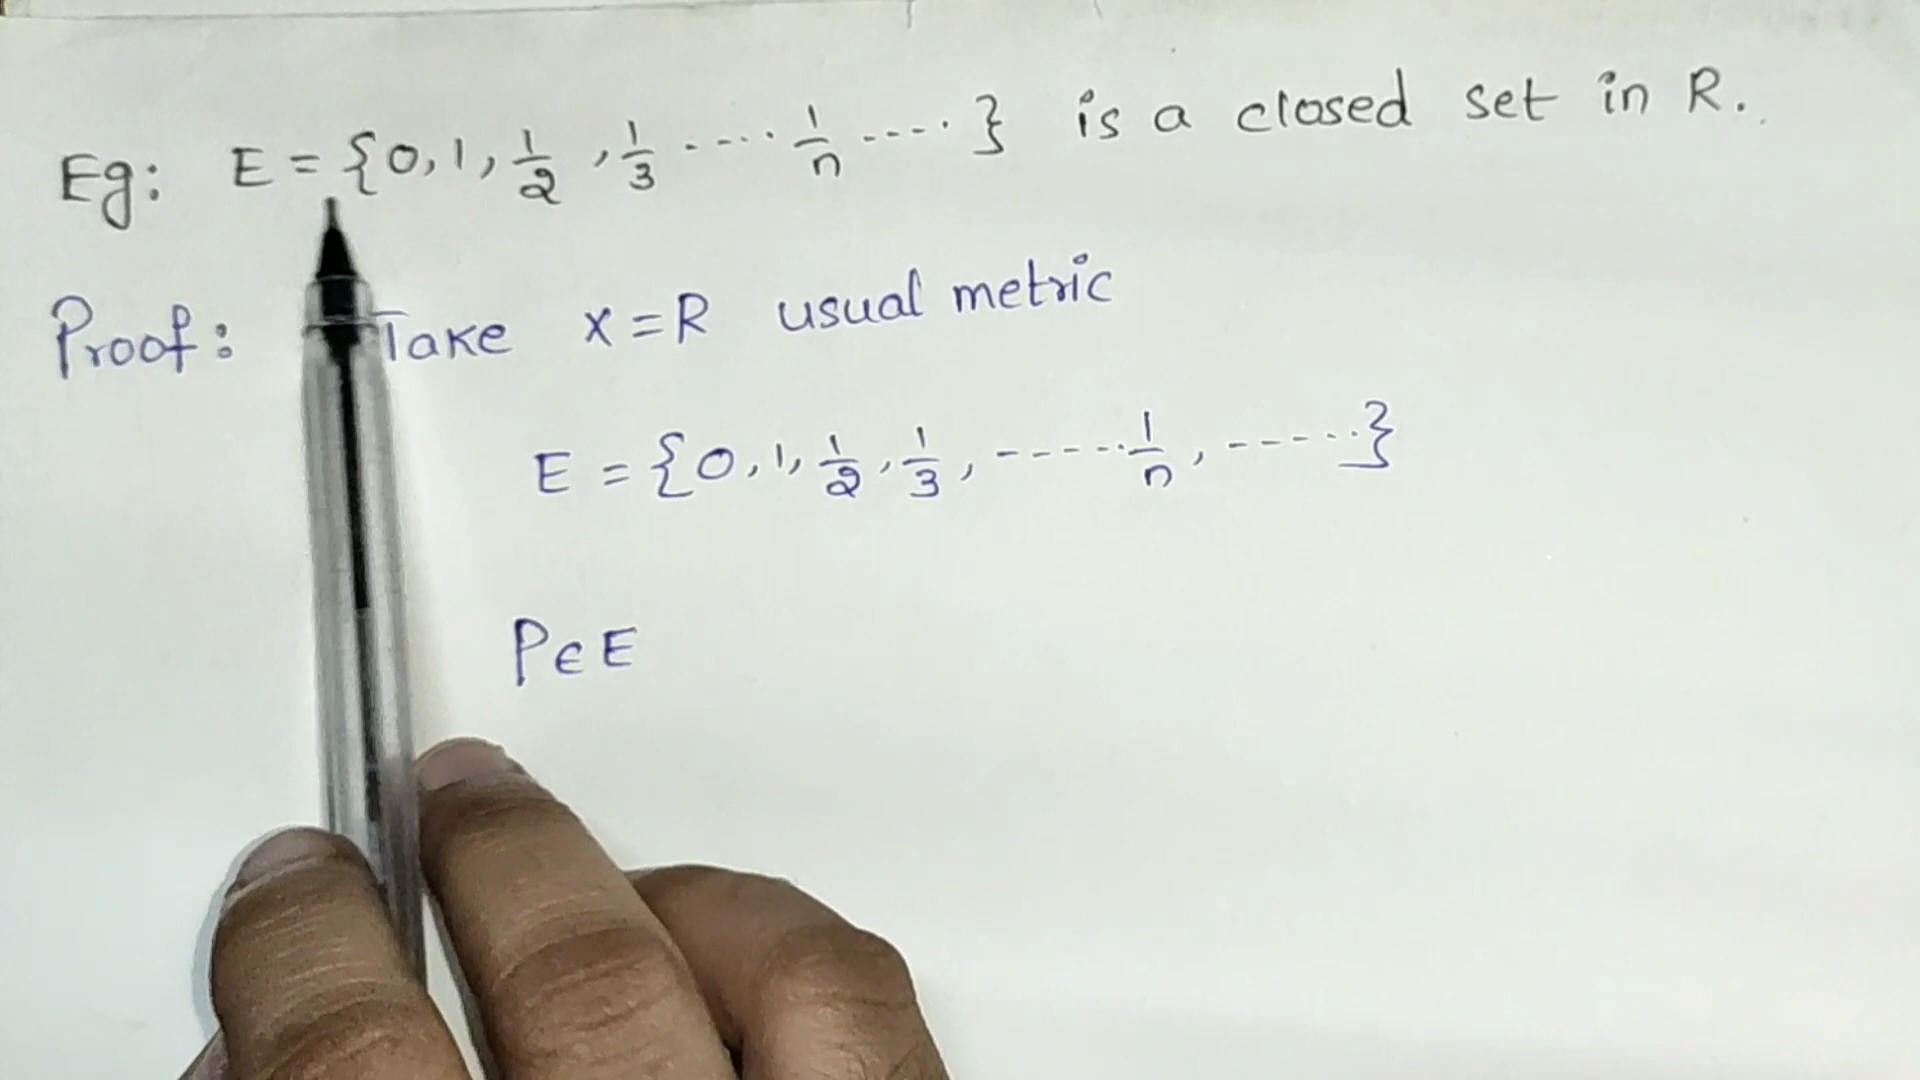 Eg: E = {0, 1, 1/2, 1/3 ---- 1/n ----} is a closed set in R.
Proof: Take X = R usual metric
E = {0, 1, 1/2, 1/3, ----- 1/n, -----}
P ∈ E